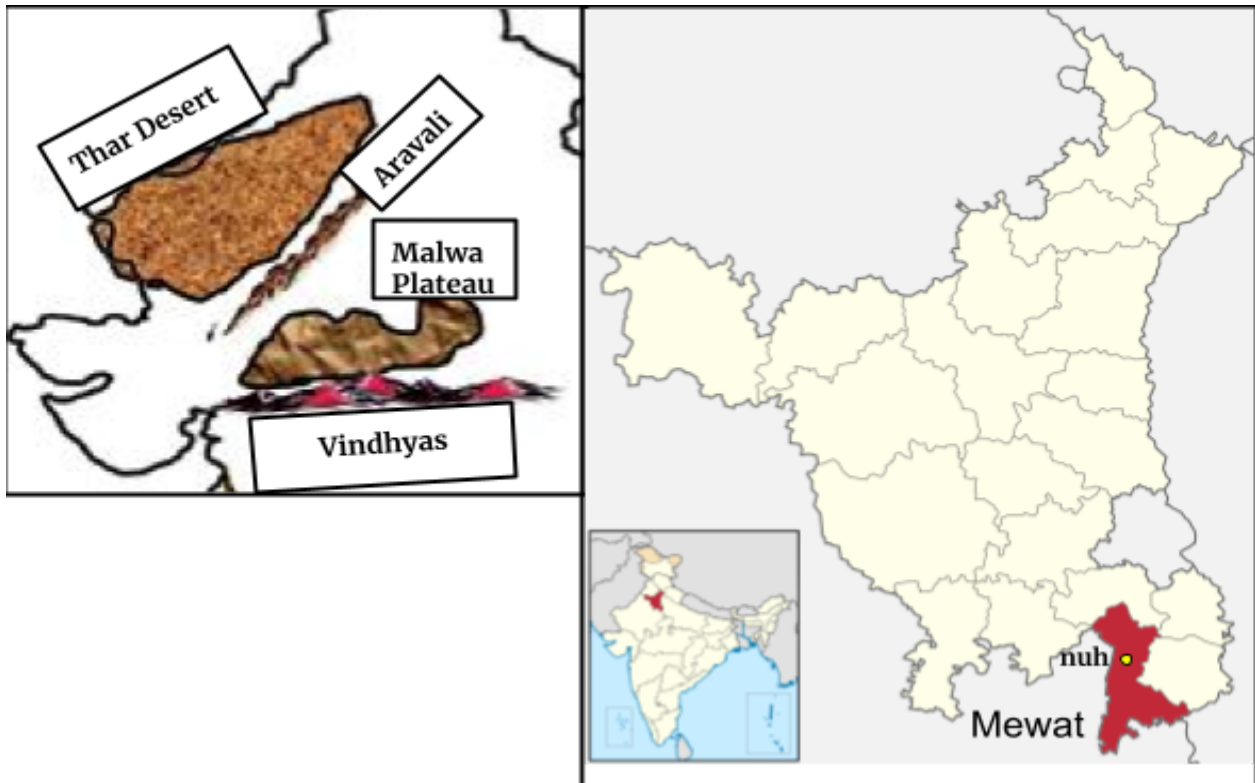 Thar Desert
Aravali
Malwa
Plateau
Vindhyas
nuh
Mewat